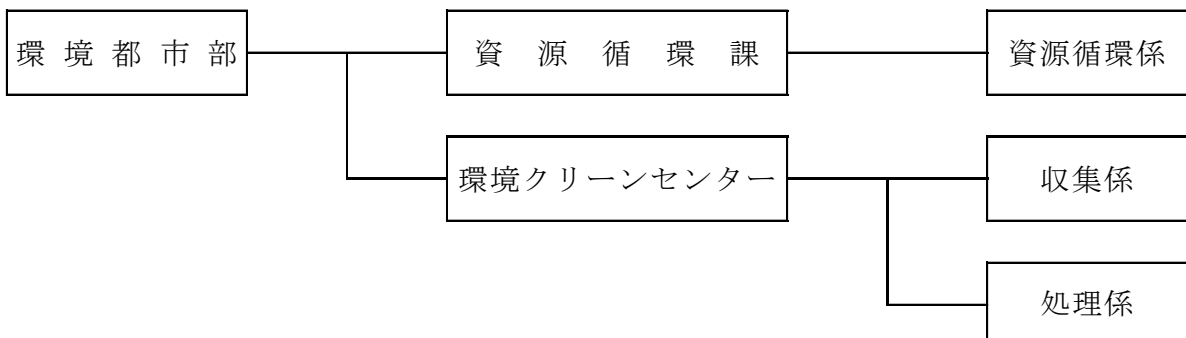 環境都市部
資源循環課
資源循環係
環境クリーンセンター
収集係
処理係